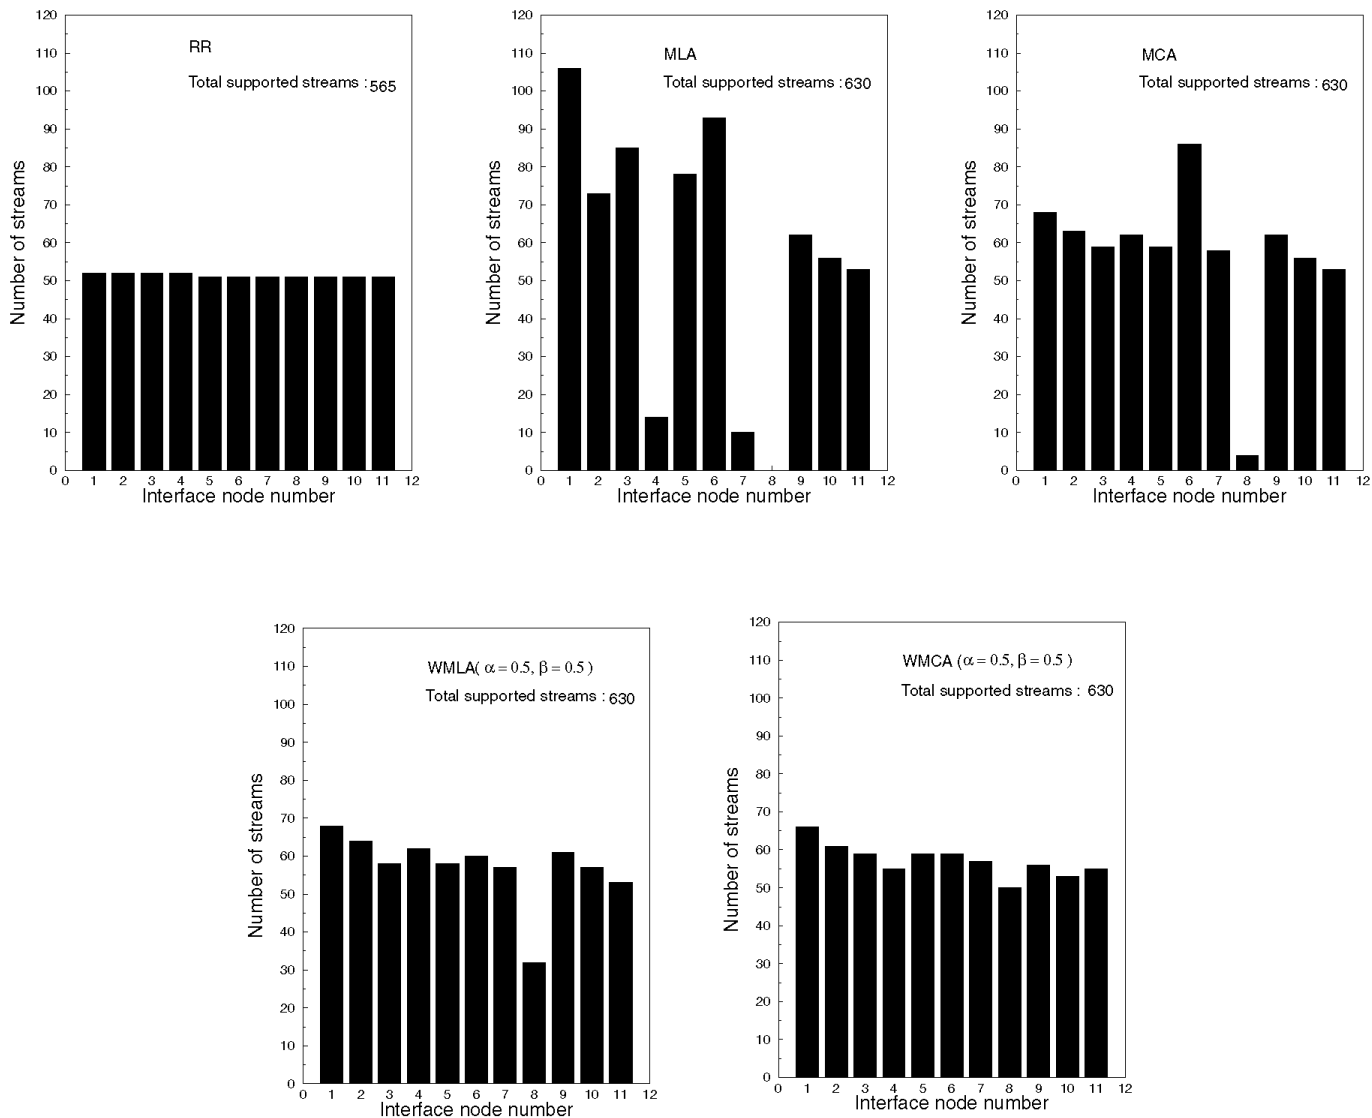 RR
Total supported streams : 565
120
110
100
90
80
70
60
50
40
30
20
10
0
Number of streams
0 1 2 3 4 5 6 7 8 9 10 11 12
Interface node number
MLA
Total supported streams : 630
120
110
100
90
80
70
60
50
40
30
20
10
0
Number of streams
0 1 2 3 4 5 6 7 8 9 10 11 12
Interface node number
MCA
Total supported streams : 630
120
110
100
90
80
70
60
50
40
30
20
10
0
Number of streams
0 1 2 3 4 5 6 7 8 9 10 11 12
Interface node number
WMLA( α = 0.5, β = 0.5 )
Total supported streams : 630
120
110
100
90
80
70
60
50
40
30
20
10
0
Number of streams
0 1 2 3 4 5 6 7 8 9 10 11 12
Interface node number
WMCA ( α = 0.5, β = 0.5 )
Total supported streams : 630
120
110
100
90
80
70
60
50
40
30
20
10
0
Number of streams
0 1 2 3 4 5 6 7 8 9 10 11 12
Interface node number